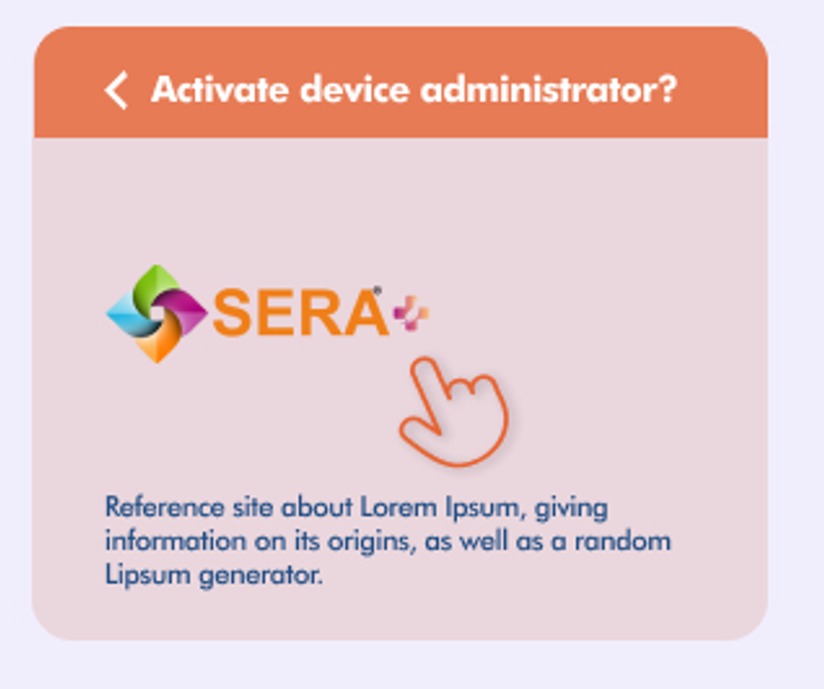 Activate device administrator?
SERA®
Reference site about Lorem Ipsum, giving
information on its origins, as well as a random
Lipsum generator.